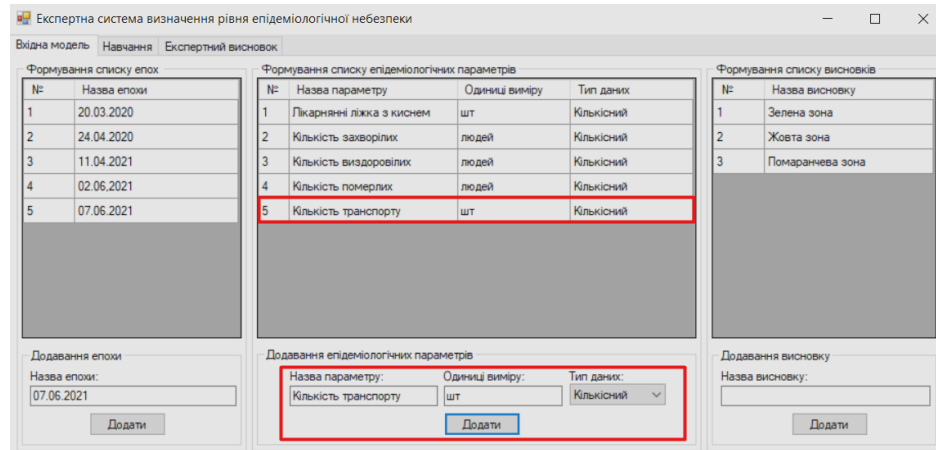 Експертна система визначення рівня епідеміологічної небезпеки
Вхідна модель Навчання Експертний висновок
Формування списку епох
№ Назва епохи
1 20.03.2020
2 24.04.2020
3 11.04.2021
4 02.06.2021
5 07.06.2021
Додавання епохи
Назва епохи:
07.06.2021
Додати
Формування списку епідеміологічних параметрів
№ Назва параметру Одиниці виміру Тип даних
1 Лікарнянні ліжка з киснем шт Кількісний
2 Кількість захворілих людей Кількісний
3 Кількість виздоровілих людей Кількісний
4 Кількість померлих людей Кількісний
5 Кількість транспорту шт Кількісний
Додавання епідеміологічних параметрів
Назва параметру: Одиниці виміру: Тип даних:
Кількість транспорту шт Кількісний
Додати
Формування списку висновків
№ Назва висновку
1 Зелена зона
2 Жовта зона
3 Помаранчева зона
Додавання висновку
Назва висновку:
Додати